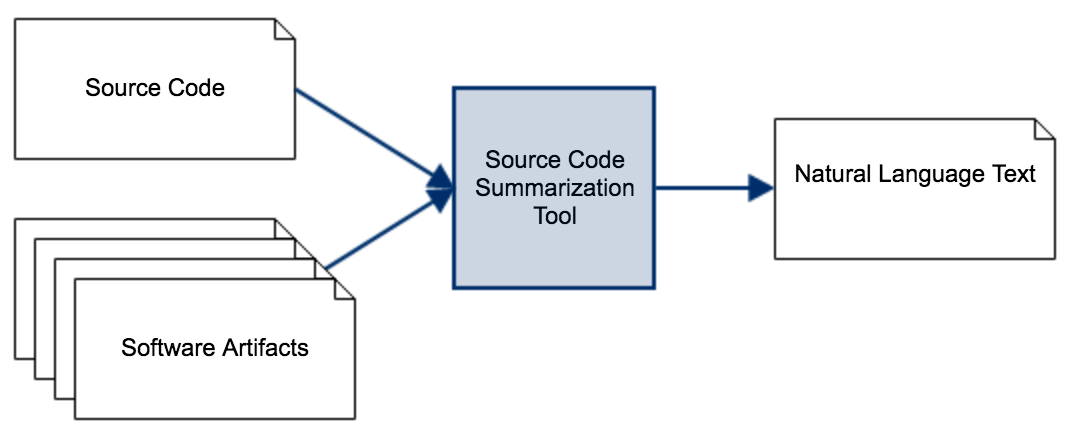 Source Code
Source Code
Summarization
Tool
Natural Language Text
Software Artifacts